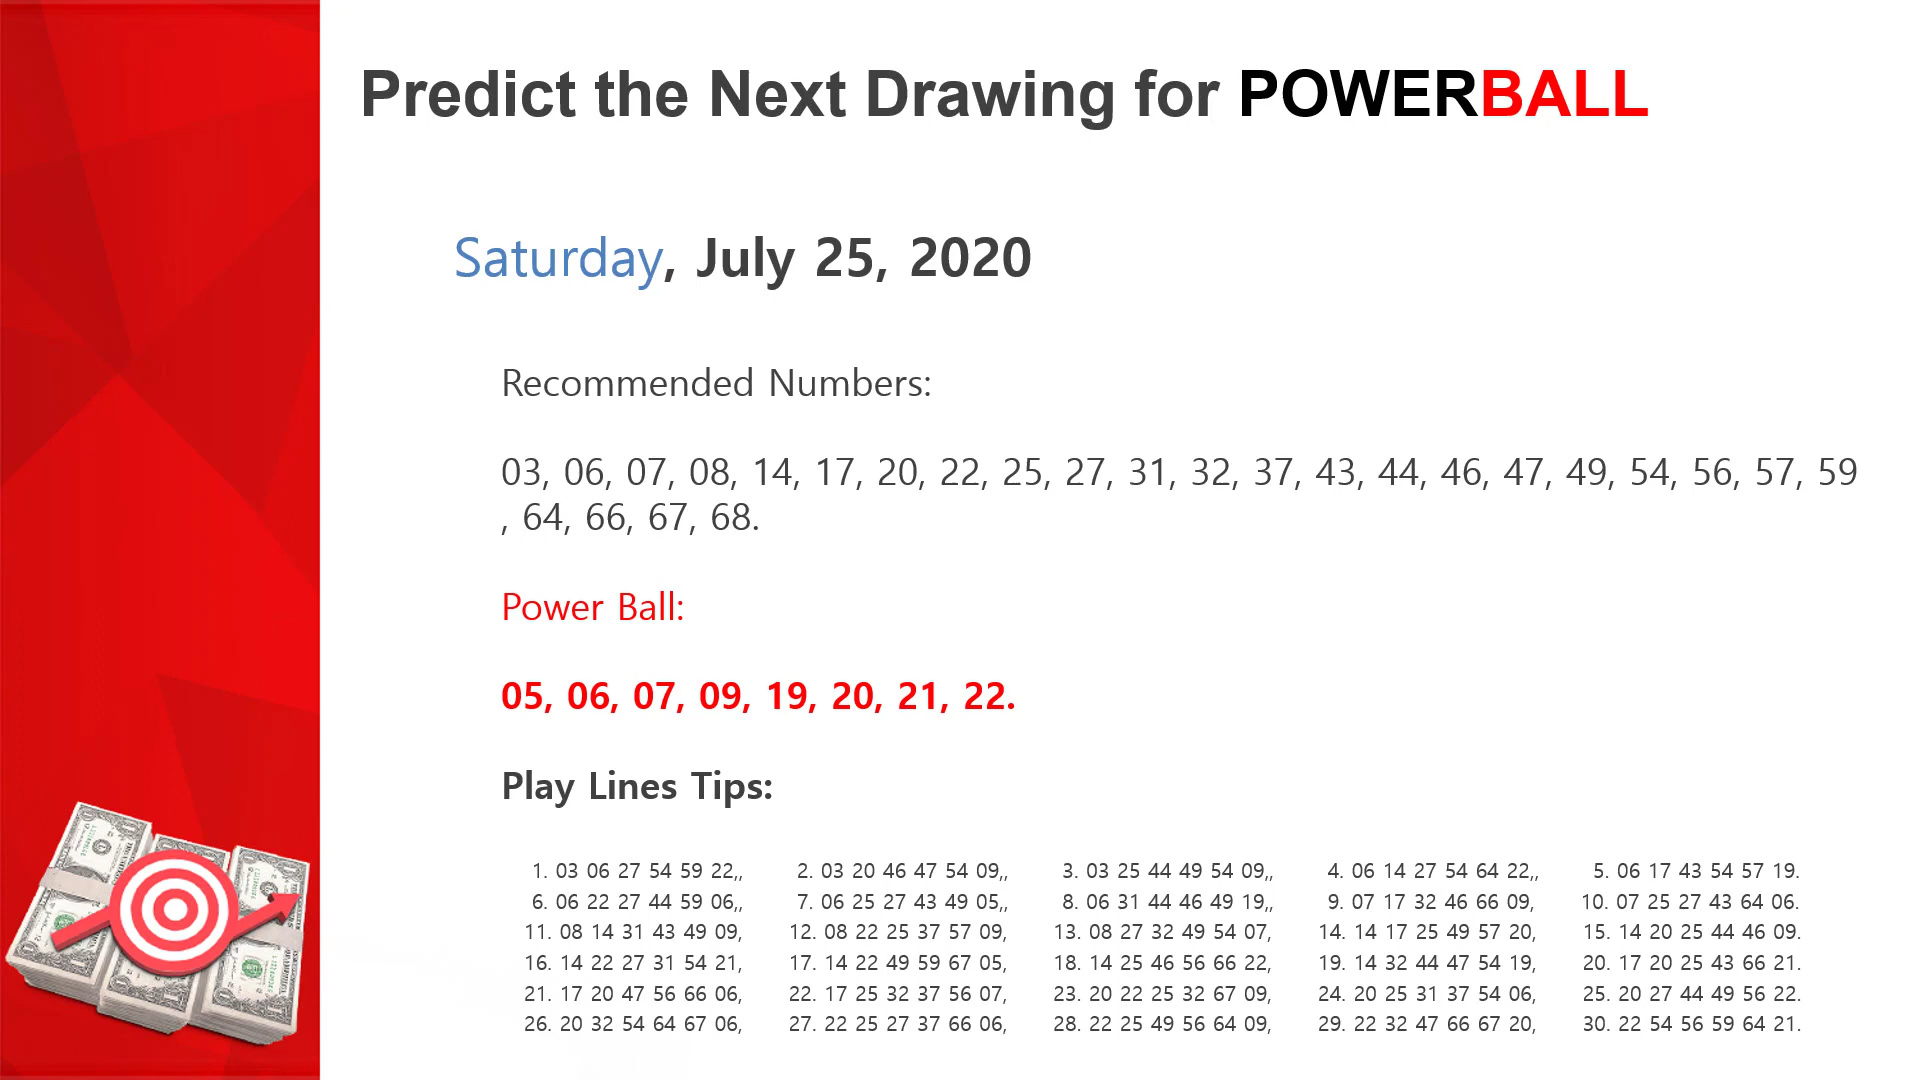 Predict the Next Drawing for POWERBALL
Saturday, July 25, 2020
Recommended Numbers:
03, 06, 07, 08, 14, 17, 20, 22, 25, 27, 31, 32, 37, 43, 44, 46, 47, 49, 54, 56, 57, 59
, 64, 66, 67, 68.
Power Ball:
05, 06, 07, 09, 19, 20, 21, 22.
Play Lines Tips:
1. 03 06 27 54 59 22,, 2. 03 20 46 47 54 09,, 3. 03 25 44 49 54 09,, 4. 06 14 27 54 64 22,, 5. 06 17 43 54 57 19.
6. 06 22 27 44 59 06,, 7. 06 25 27 43 49 05,, 8. 06 31 44 46 49 19,, 9. 07 17 32 46 66 09, 10. 07 25 27 43 64 06.
11. 08 14 31 43 49 09, 12. 08 22 25 37 57 09, 13. 08 27 32 49 54 07, 14. 14 17 25 49 57 20, 15. 14 20 25 44 46 09.
16. 14 22 27 31 54 21, 17. 14 22 49 59 67 05, 18. 14 25 46 56 66 22, 19. 14 32 44 47 54 19, 20. 17 20 25 43 66 21.
21. 17 20 47 56 66 06, 22. 17 25 32 37 56 07, 23. 20 22 25 32 67 09, 24. 20 25 31 37 54 06, 25. 20 27 44 49 56 22.
26. 20 32 54 64 67 06, 27. 22 25 27 37 66 06, 28. 22 25 49 56 64 09, 29. 22 32 47 66 67 20, 30. 22 54 56 59 64 21.